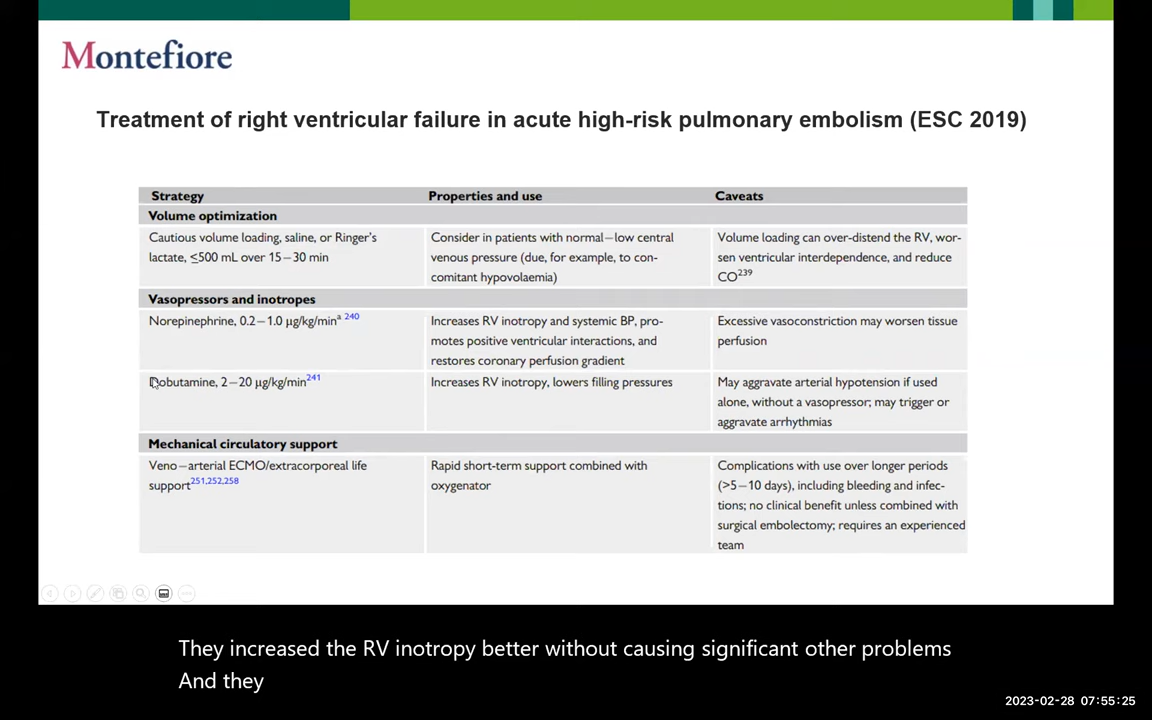 Montefiore
Treatment of right ventricular failure in acute high-risk pulmonary embolism (ESC 2019)
Strategy Properties and use Caveats
Volume optimization
Cautious volume loading, saline, or Ringer's Consider in patients with normal–low central Volume loading can over-distend the RV, wor-
lactate, ≤500 mL over 15–30 min venous pressure (due, for example, to con- sen ventricular interdependence, and reduce
comitant hypovolaemia) CO239
Vasopressors and inotropes
Norepinephrine, 0.2–1.0 µg/kg/mina 240 Increases RV inotropy and systemic BP, pro- Excessive vasoconstriction may worsen tissue
motes positive ventricular interactions, and perfusion
restores coronary perfusion gradient
Dobutamine, 2–20 µg/kg/min241 Increases RV inotropy, lowers filling pressures May aggravate arterial hypotension if used
alone, without a vasopressor; may trigger or
aggravate arrhythmias
Mechanical circulatory support
Veno–arterial ECMO/extracorporeal life Rapid short-term support combined with Complications with use over longer periods
support251,252,258 oxygenator (>5–10 days), including bleeding and infec-
tions; no clinical benefit unless combined with
surgical embolectomy; requires an experienced
team
They increased the RV inotropy better without causing significant other problems
And they
2023-02-28 07:55:25